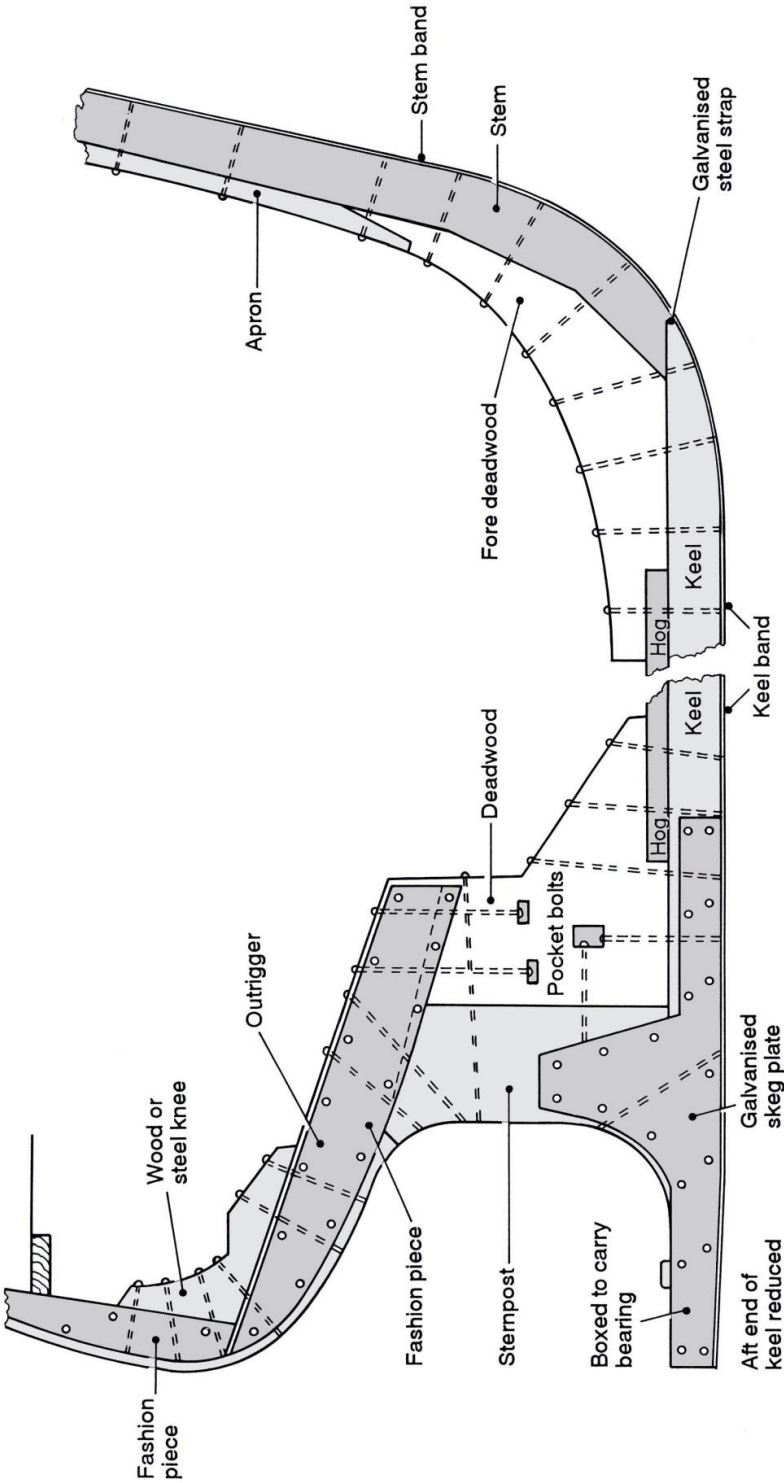 Fashion
piece
Wood or
steel knee
Outrigger
Deadwood
Pocket bolts
Fashion piece
Sternpost
Boxed to carry
bearing
Aft end of
keel reduced
Galvanised
skeg plate
Hog
Hog
Keel
Keel
Keel band
Fore deadwood
Apron
Stem band
Stem
Galvanised
steel strap